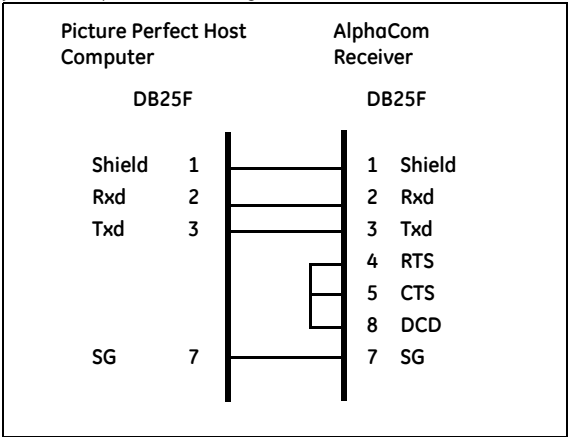 Picture Perfect Host Computer
AlphaCom Receiver
DB25F DB25F
Shield 1 1 Shield
Rxd 2 2 Rxd
Txd 3 3 Txd
4 RTS
5 CTS
8 DCD
SG 7 7 SG